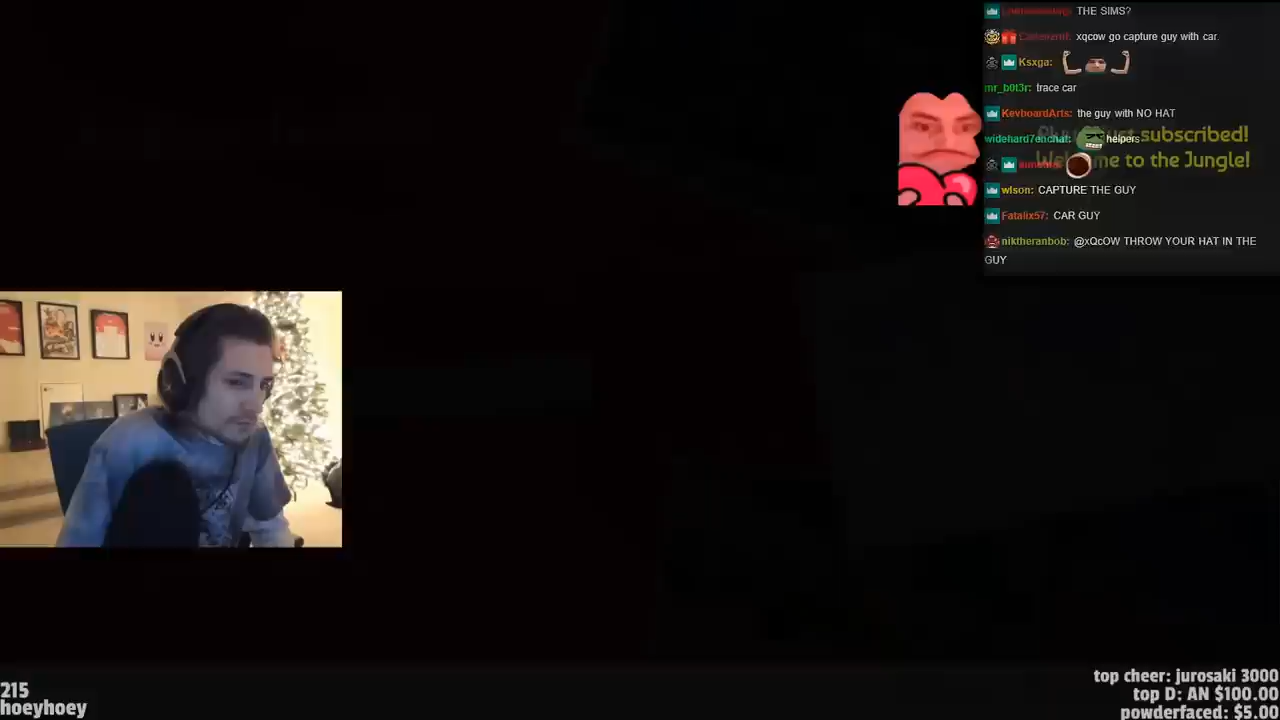 THE SIMS?
xqcow go capture guy with car.
Ksxga:
mr_b0t3r: trace car
KevboardArts: the guy with NO HAT
widehard7enchat: helpers
subscribed!
to the Jungle!
wlson: CAPTURE THE GUY
Fatalix57: CAR GUY
niktheranbob: @xQcOW THROW YOUR HAT IN THE
GUY
215
hoeyhoey
top cheer: jurosaki 3000
top D: AN $100.00
powderfaced: $5.00